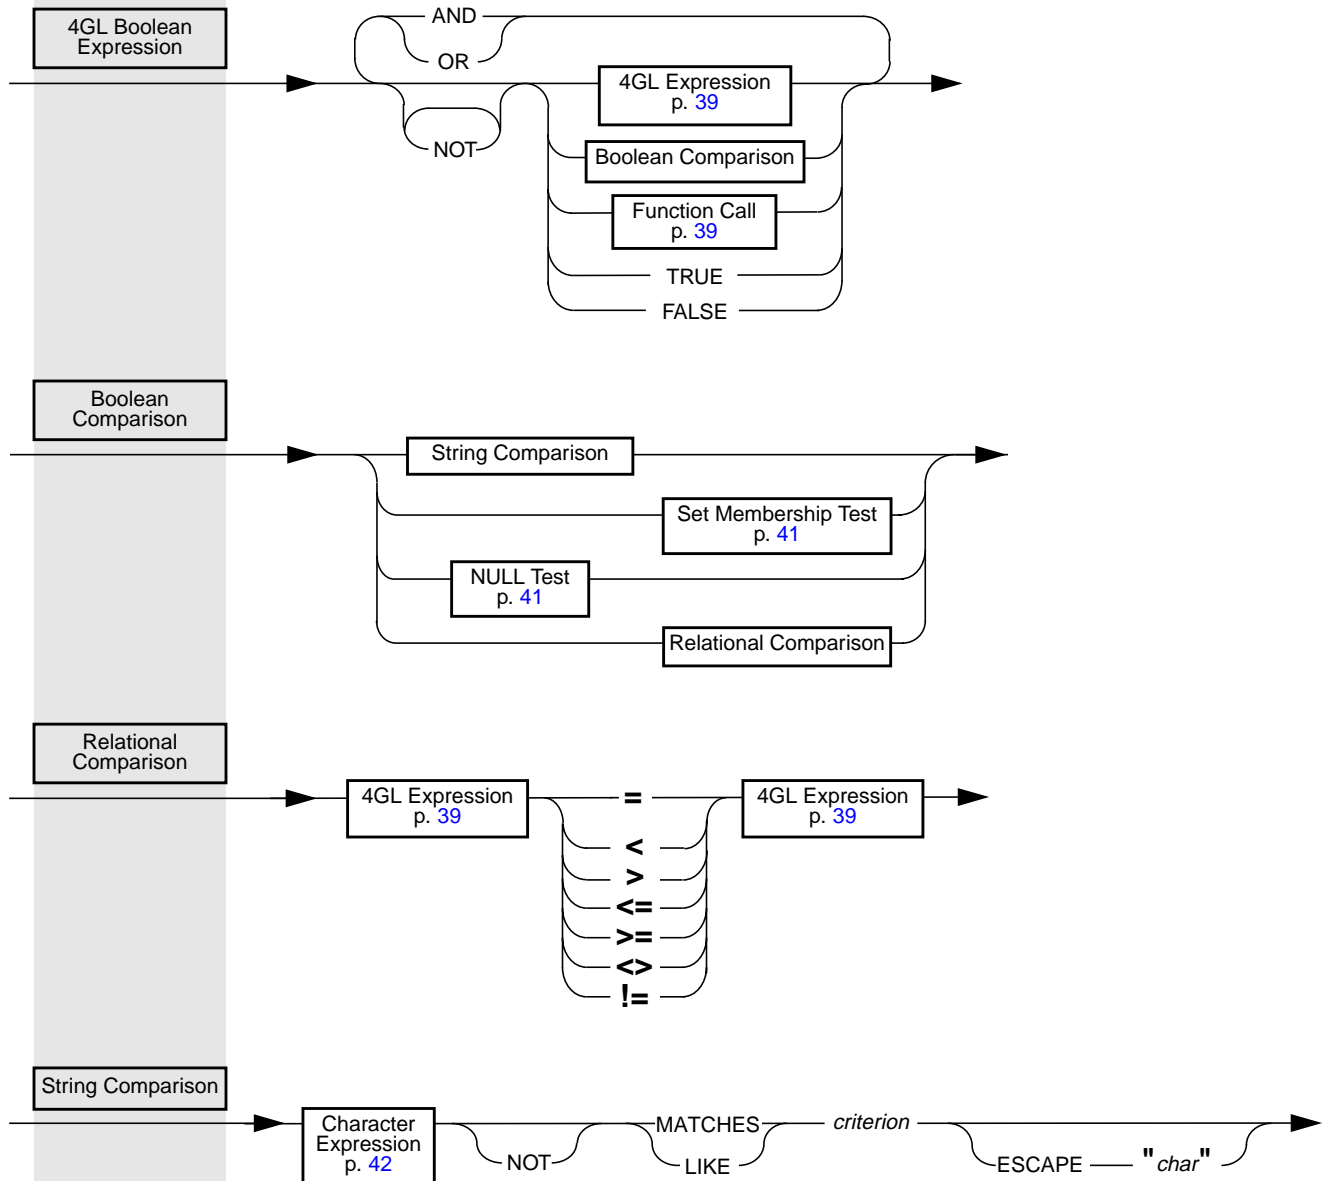 4GL Boolean
Expression
AND
OR
NOT
4GL Expression
p. 39
Boolean Comparison
Function Call
p. 39
TRUE
FALSE
Boolean
Comparison
String Comparison
Set Membership Test
p. 41
NULL Test
p. 41
Relational Comparison
Relational
Comparison
4GL Expression
p. 39
=
<
>
<=
>=
<>
!=
4GL Expression
p. 39
String Comparison
Character
Expression
p. 42
NOT
MATCHES
LIKE
criterion
ESCAPE
"char"